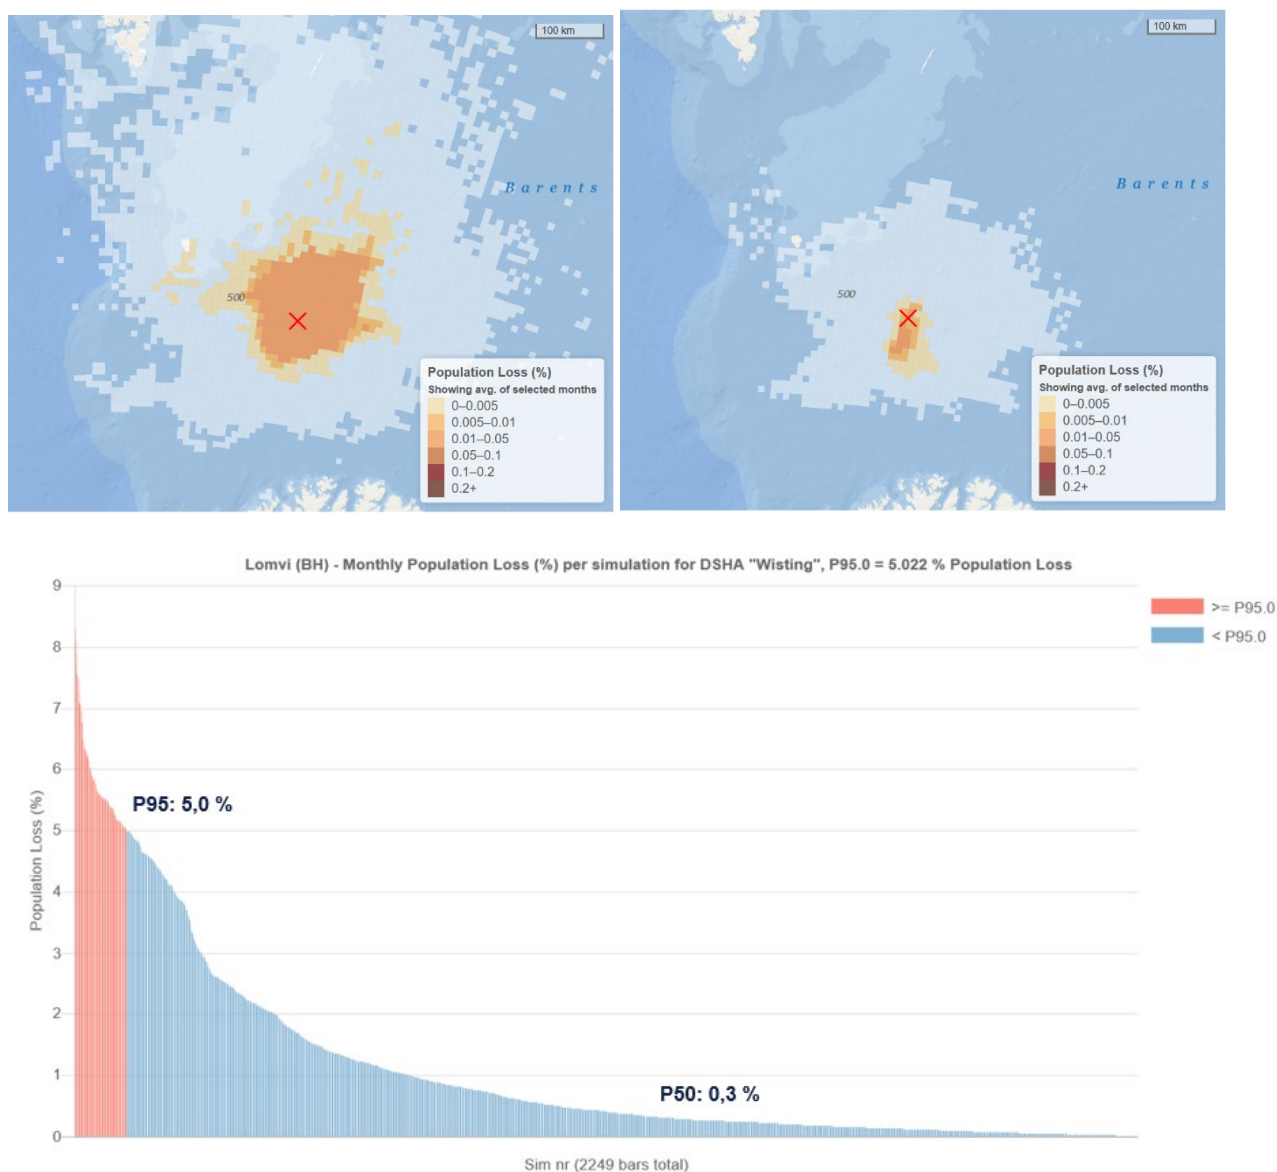 100 km
Barents
500
Population Loss (%)
Showing avg. of selected months
0–0.005
0.005–0.01
0.01–0.05
0.05–0.1
0.1–0.2
0.2+
100 km
Barents
500
Population Loss (%)
Showing avg. of selected months
0–0.005
0.005–0.01
0.01–0.05
0.05–0.1
0.1–0.2
0.2+
Lomvi (BH) - Monthly Population Loss (%) per simulation for DSHA "Wisting", P95.0 = 5.022 % Population Loss
>= P95.0
< P95.0
Population Loss (%)
9
8
7
6
5
4
3
2
1
0
P95: 5,0 %
P50: 0,3 %
Sim nr (2249 bars total)